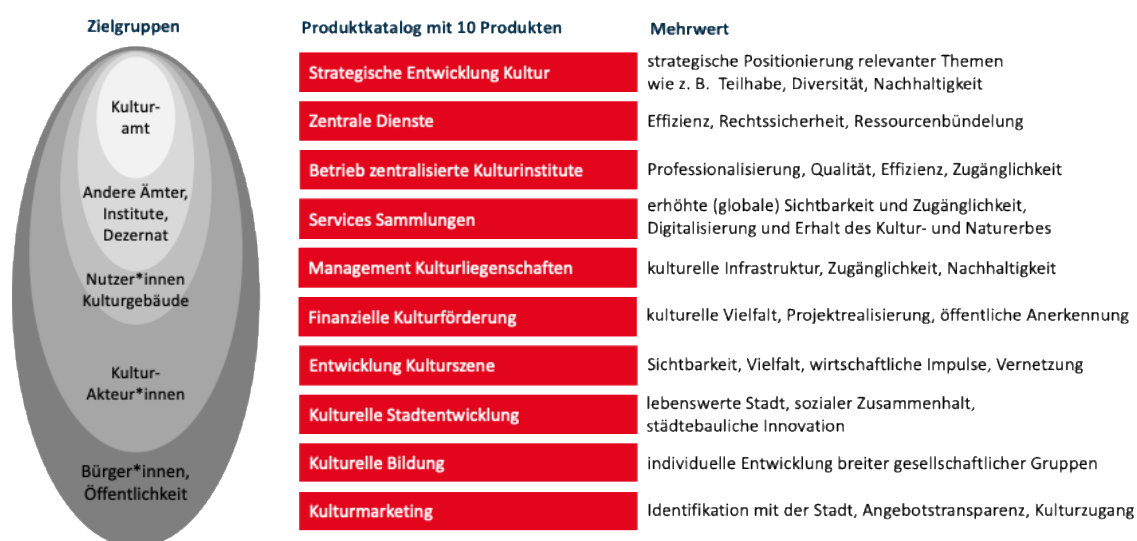 Zielgruppen
Kultur-
amt
Andere Ämter,
Institute,
Dezernat
Nutzer*innen
Kulturgebäude
Kultur-
Akteur*innen
Bürger*innen,
Öffentlichkeit
Produktkatalog mit 10 Produkten
Mehrwert
Strategische Entwicklung Kultur
strategische Positionierung relevanter Themen
wie z. B. Teilhabe, Diversität, Nachhaltigkeit
Zentrale Dienste
Effizienz, Rechtssicherheit, Ressourcenbündelung
Betrieb zentralisierte Kulturinstitute
Professionalisierung, Qualität, Effizienz, Zugänglichkeit
Services Sammlungen
erhöhte (globale) Sichtbarkeit und Zugänglichkeit,
Digitalisierung und Erhalt des Kultur- und Naturerbes
Management Kulturliegenschaften
kulturelle Infrastruktur, Zugänglichkeit, Nachhaltigkeit
Finanzielle Kulturförderung
kulturelle Vielfalt, Projektrealisierung, öffentliche Anerkennung
Entwicklung Kulturszene
Sichtbarkeit, Vielfalt, wirtschaftliche Impulse, Vernetzung
Kulturelle Stadtentwicklung
lebenswerte Stadt, sozialer Zusammenhalt,
städtebauliche Innovation
Kulturelle Bildung
individuelle Entwicklung breiter gesellschaftlicher Gruppen
Kulturmarketing
Identifikation mit der Stadt, Angebotstransparenz, Kulturzugang